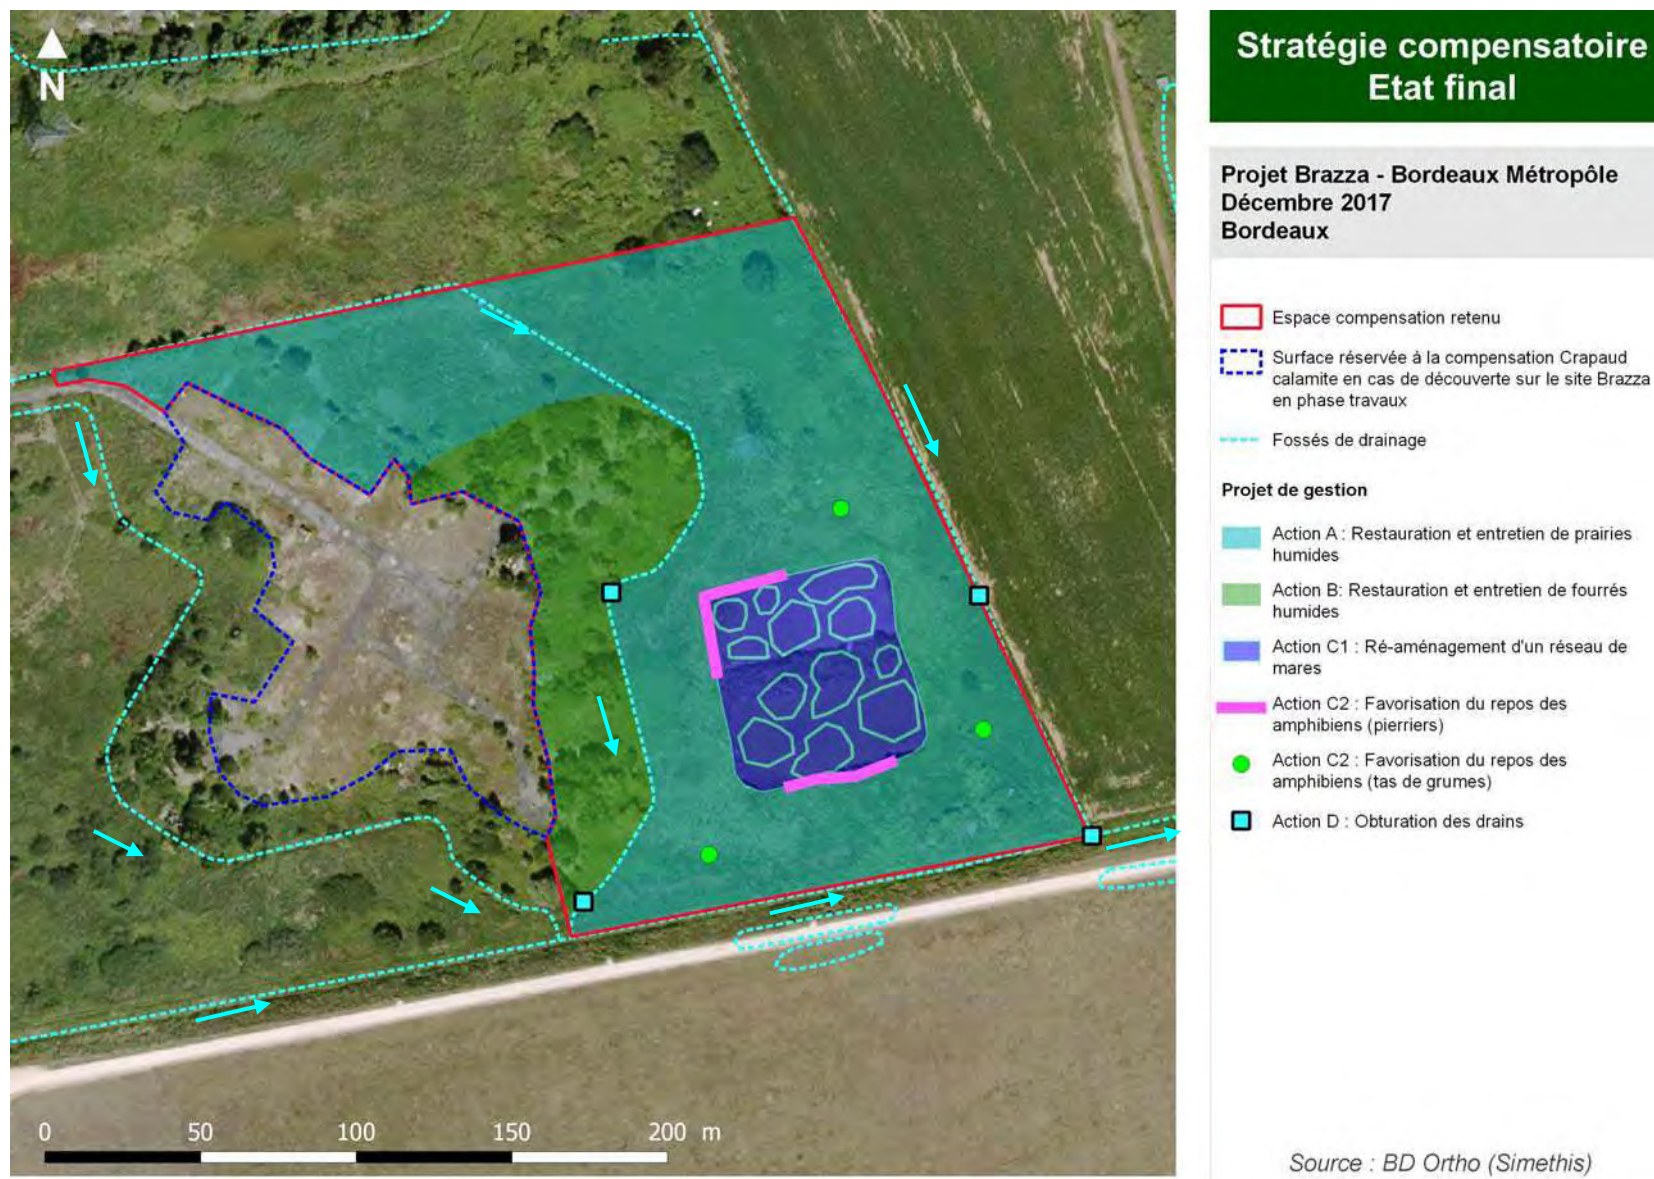 N
0 50 100 150 200 m
Stratégie compensatoire
Etat final
Projet Brazza - Bordeaux Métropôle
Décembre 2017
Bordeaux
Espace compensation retenu
Surface réservée à la compensation Crapaud
calamite en cas de découverte sur le site Brazza
en phase travaux
Fossés de drainage
Projet de gestion
Action A : Restauration et entretien de prairies
humides
Action B: Restauration et entretien de fourrés
humides
Action C1 : Ré-aménagement d'un réseau de
mares
Action C2 : Favorisation du repos des
amphibiens (pierriers)
Action C2 : Favorisation du repos des
amphibiens (tas de grumes)
Action D : Obturation des drains
Source : BD Ortho (Simethis)